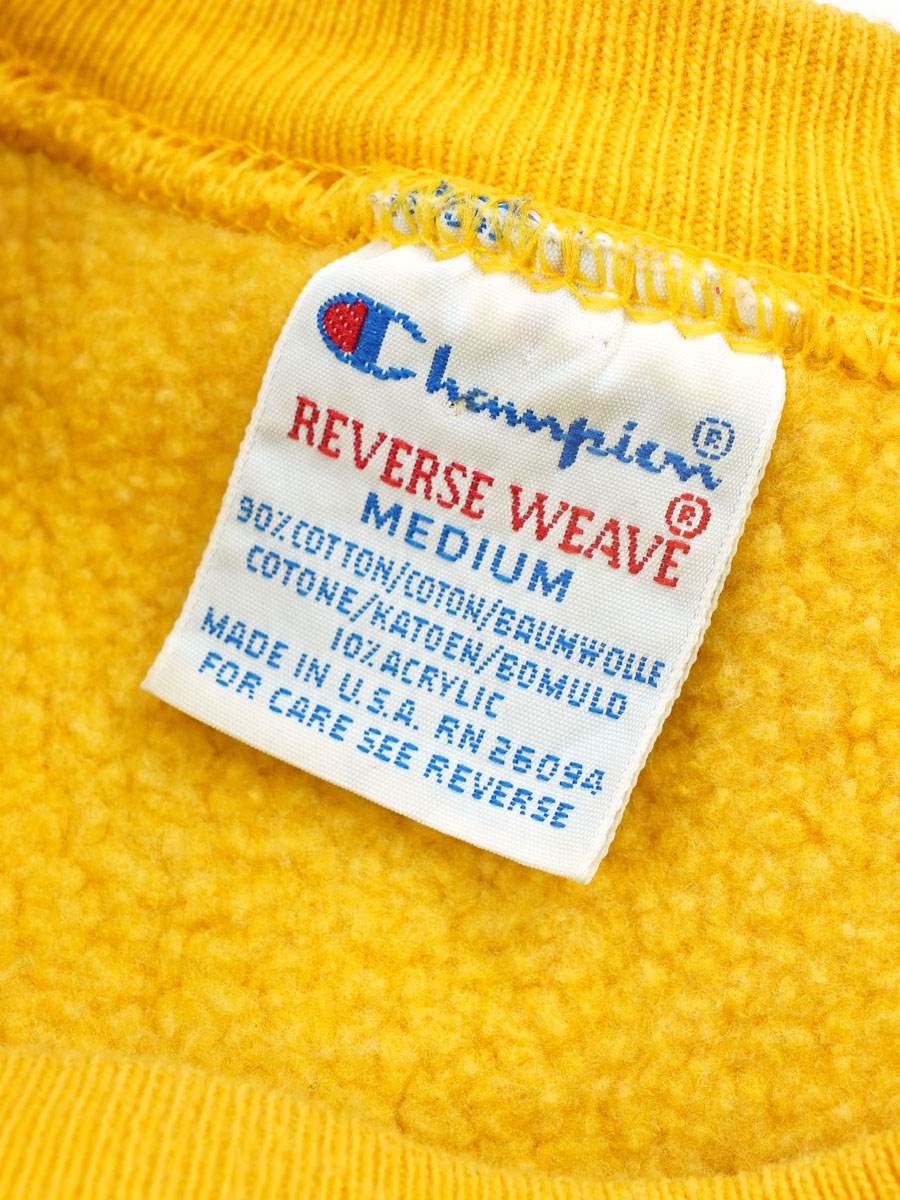 Champion®
REVERSE WEAVE®
MEDIUM
90% COTTON/COTON/BAUMWOLLE
COTONE/KATOEN/BOMULD
10% ACRYLIC
MADE IN U.S.A. RN 26094
FOR CARE SEE REVERSE